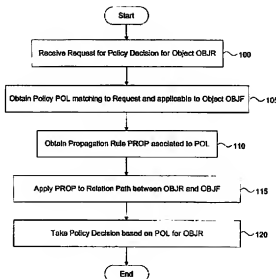 Start
Receive Request for Policy Decision for Object OBJR
100
Obtain Policy POL matching to Request and applicable to Object OBJF
105
Obtain Propagation Rule PROP asociated to POL
110
Apply PROP to Relation Path between OBJR and OBJF
115
Take Policy Decision based on POL for OBJR
120
End